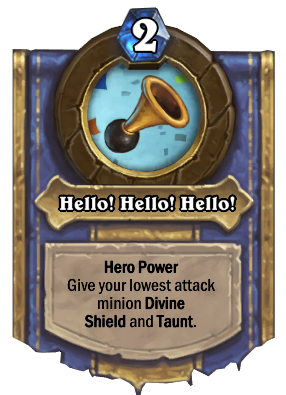 2
Hello! Hello! Hello!
Hero Power
Give your lowest attack
minion Divine
Shield and Taunt.